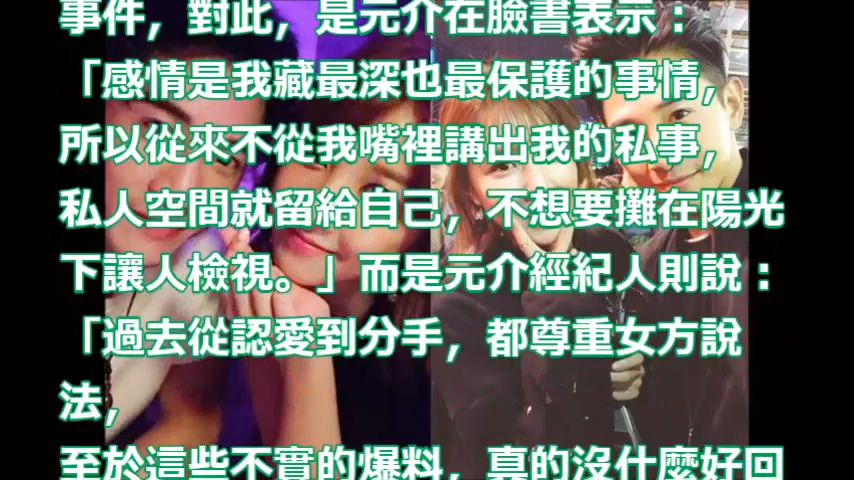 事件，對此，是元介在臉書表示：
「感情是我藏最深也最保護的事情，
所以從來不從我嘴裡講出我的私事，
私人空間就留給自己，不想要攤在陽光
下讓人檢視。」而是元介經紀人則說：
「過去從認愛到分手，都尊重女方說
法，
至於這些不實的爆料，真的沒什麼好回